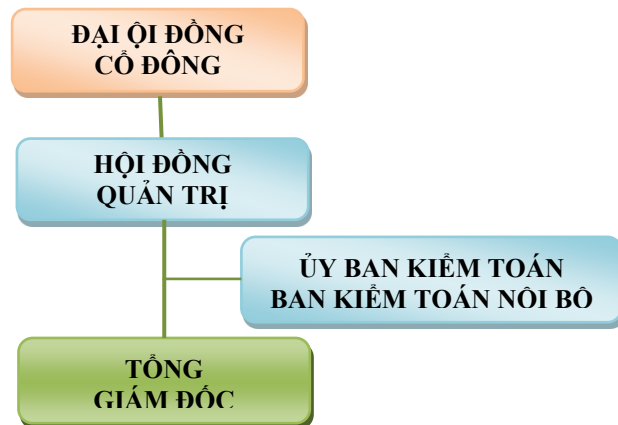 ĐẠI ỘI ĐỒNG
CỔ ĐÔNG
HỘI ĐỒNG
QUẢN TRỊ
ỦY BAN KIỂM TOÁN
BAN KIỂM TOÁN NÔI BÔ
TỔNG
GIÁM ĐỐC